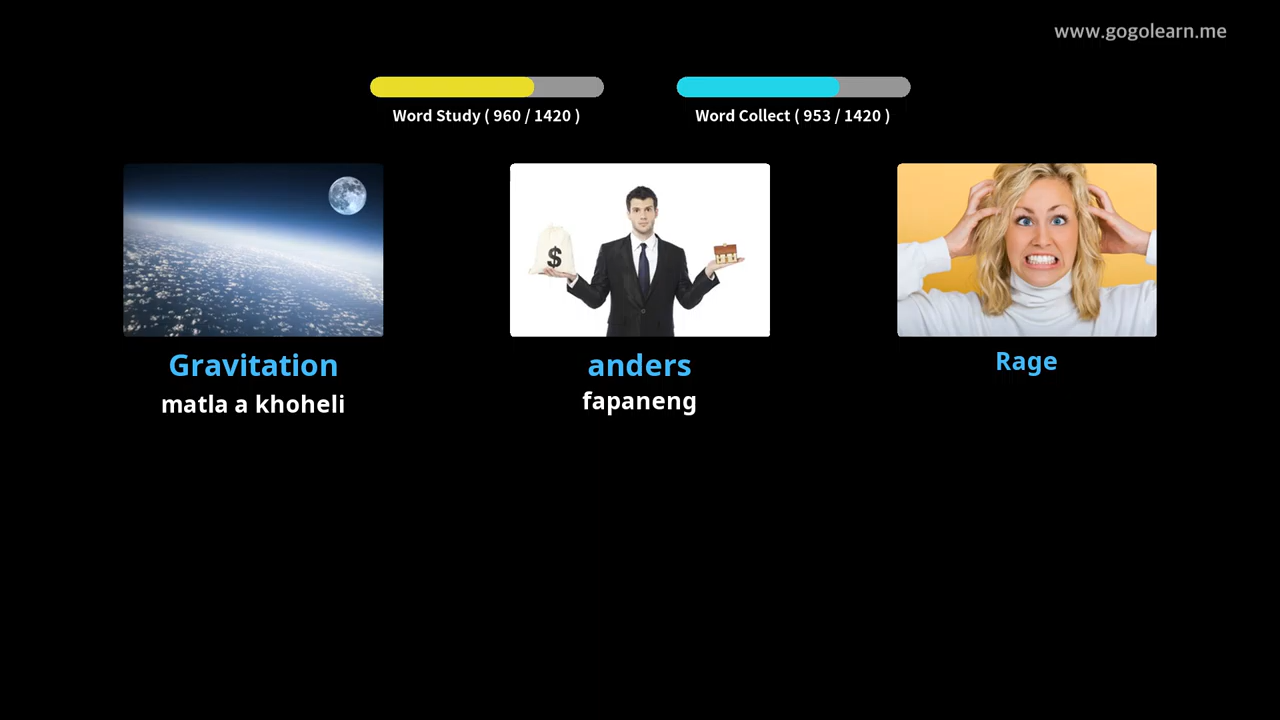 www.gogolearn.me
Word Study ( 960 / 1420 )
Word Collect ( 953 / 1420 )
$
Gravitation
matla a khoheli
anders
fapaneng
Rage